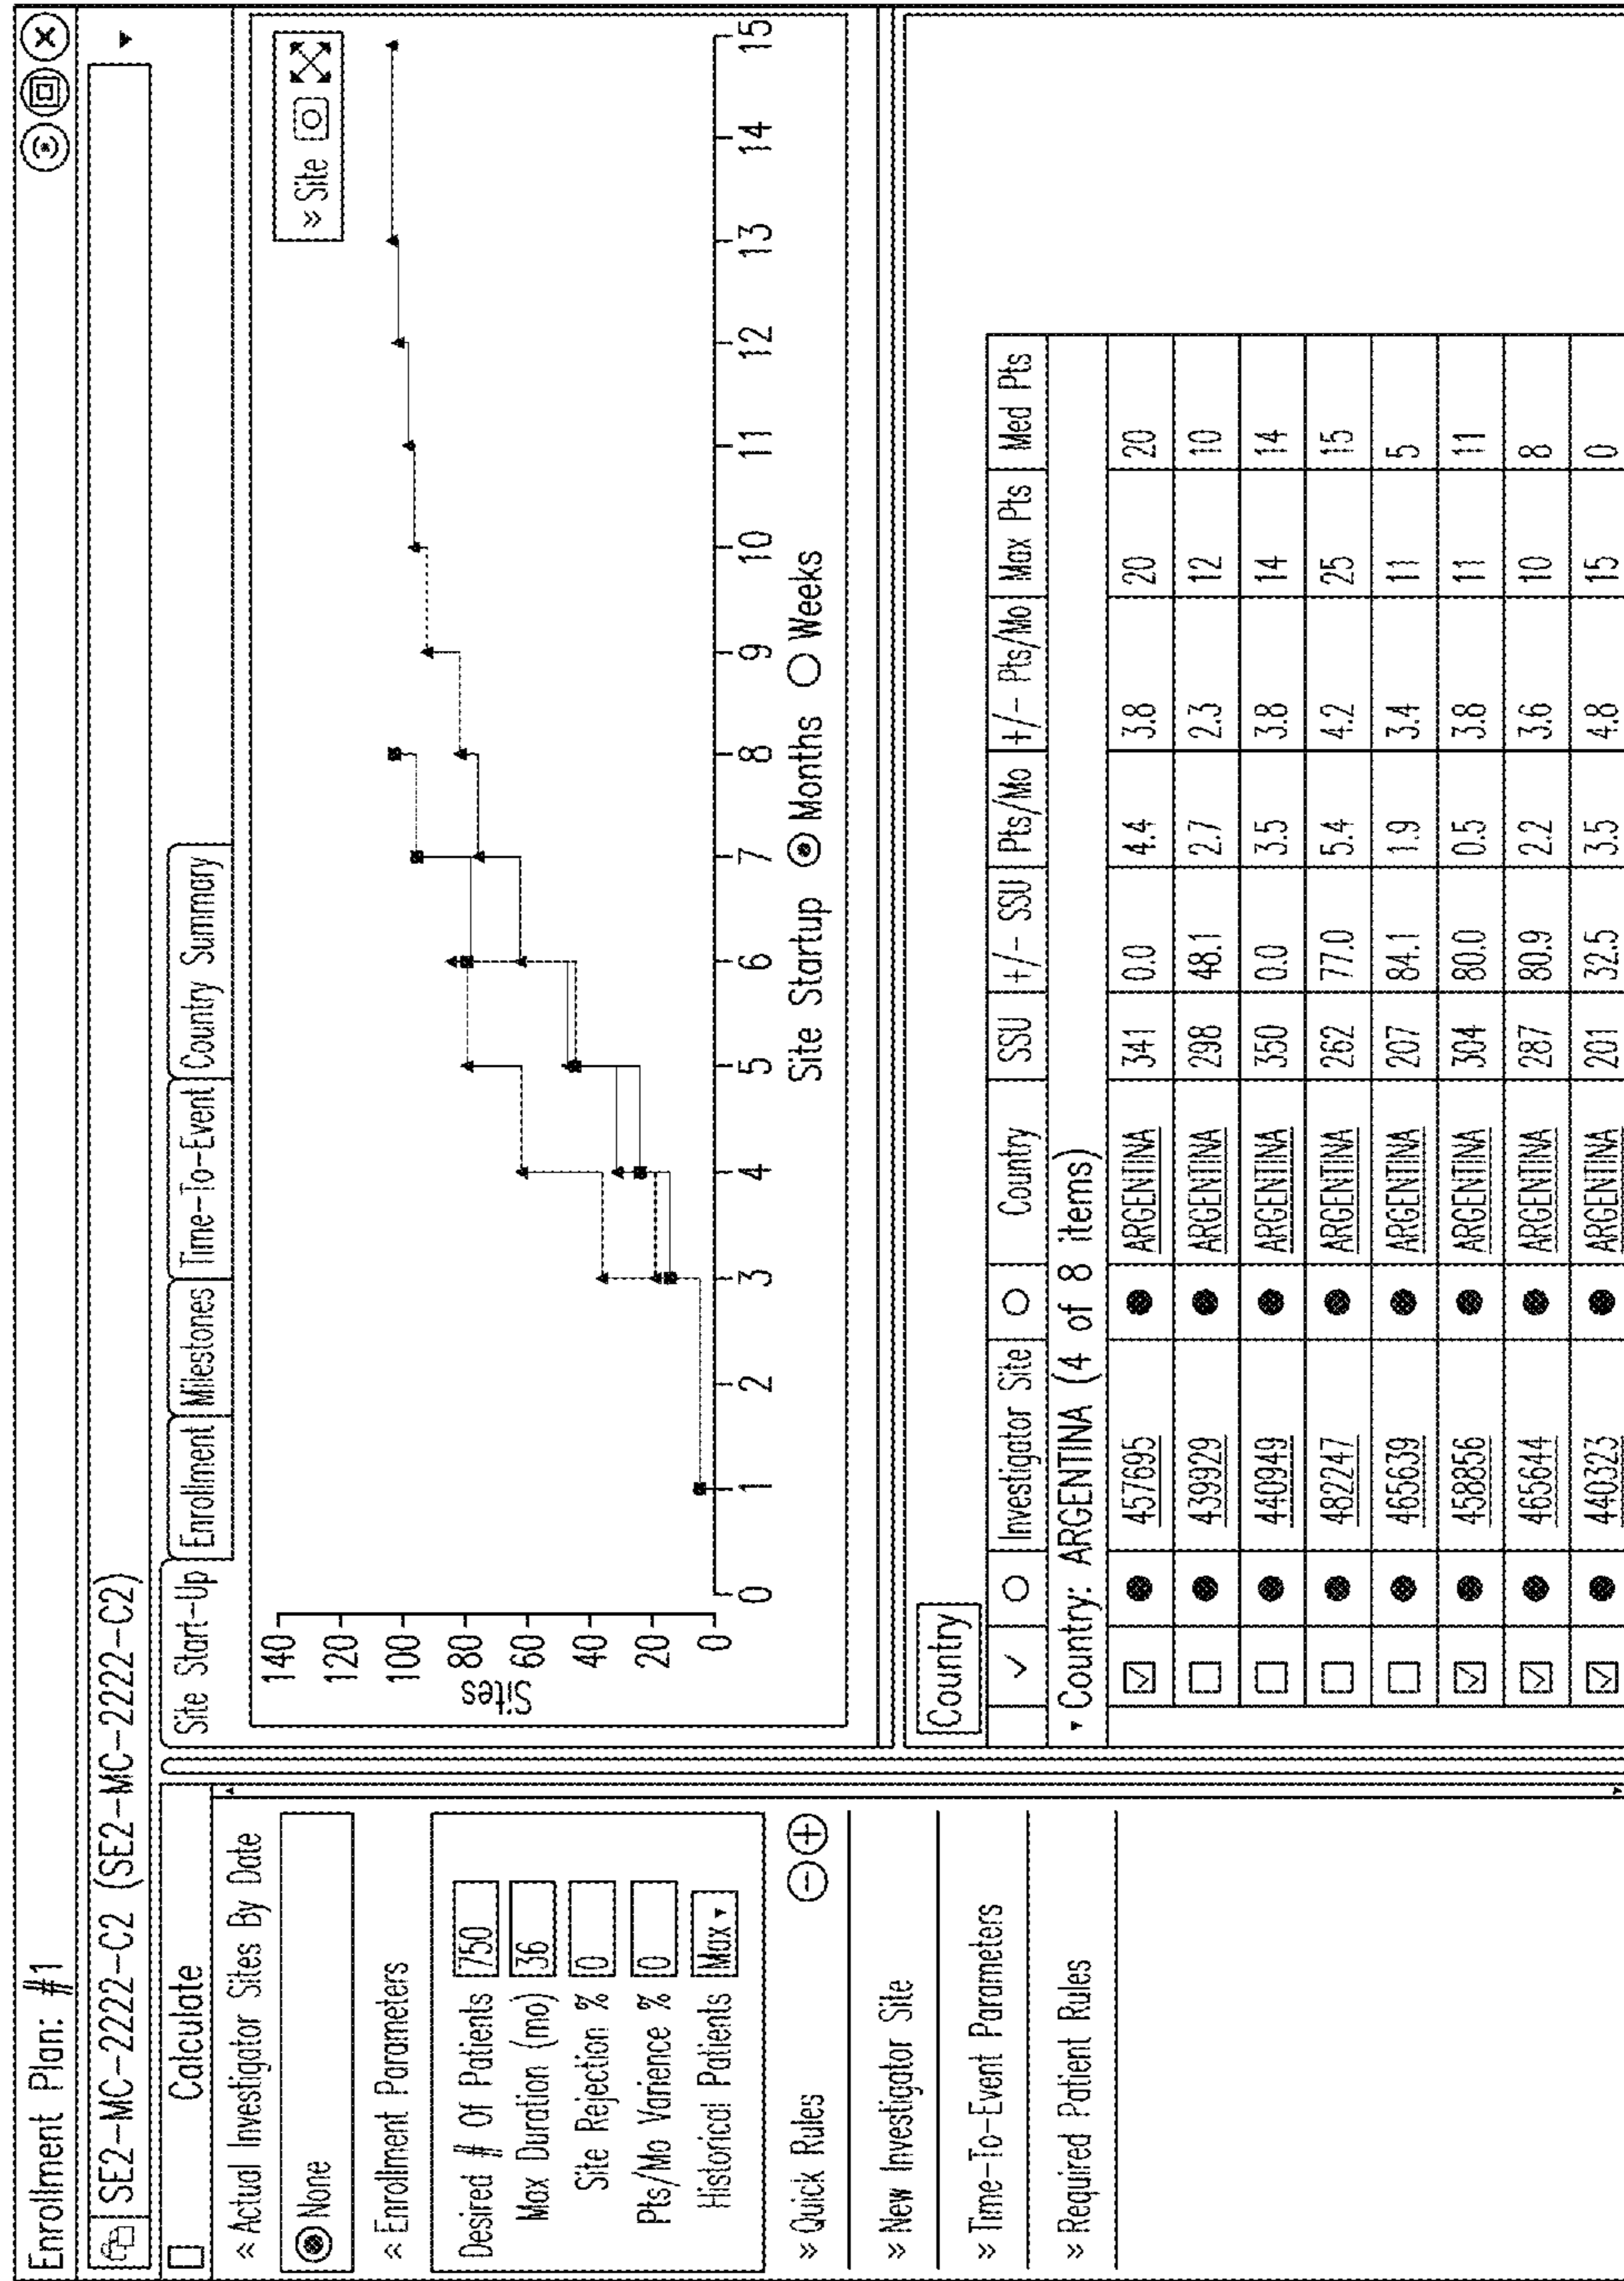 Enrollment Plan: #1
SE2-MC-2222-C2 (SE2-MC-2222-C2)
Calculate
Actual Investigator Sites By Date
None
Enrollment Parameters
Desired # Of Patients 750
Max Duration (mo) 36
Site Rejection % 0
Pts/Mo Varience % 0
Historical Patients Max
Quick Rules
New Investigator Site
Time-To-Event Parameters
Required Patient Rules
Site Start-Up Enrollment Milestones Time-To-Event Country Summary
Site
Sites
140
120
100
80
60
40
20
0
0 1 2 3 4 5 6 7 8 9 10 11 12 13 14 15
Site Startup Months Weeks
Country
Investigator Site Country SSU +/- SSU Pts/Mo +/- Pts/Mo Max Pts Med Pts
Country: ARGENTINA (4 of 8 items)
457695 ARGENTINA 341 0.0 4.4 3.8 20 20
439929 ARGENTINA 298 48.1 2.7 2.3 12 10
440949 ARGENTINA 350 0.0 3.5 3.8 14 14
482247 ARGENTINA 262 77.0 5.4 4.2 25 15
465639 ARGENTINA 207 84.1 1.9 3.4 11 5
458856 ARGENTINA 304 80.0 0.5 3.8 11 11
465644 ARGENTINA 287 80.9 2.2 3.6 10 8
440323 ARGENTINA 201 32.5 3.5 4.8 15 0